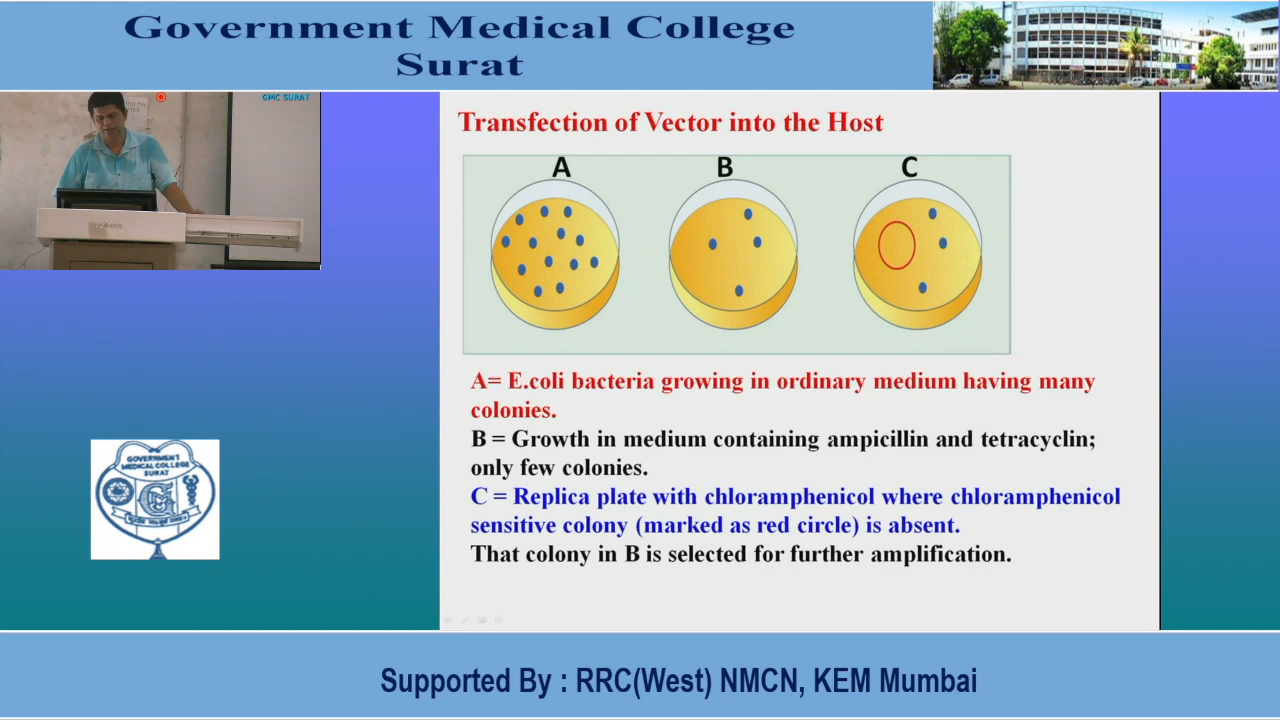 Government Medical College
Surat
GMC SURAT
Transfection of Vector into the Host
A B C
A= E.coli bacteria growing in ordinary medium having many
colonies.
B = Growth in medium containing ampicillin and tetracyclin;
only few colonies.
C = Replica plate with chloramphenicol where chloramphenicol
sensitive colony (marked as red circle) is absent.
That colony in B is selected for further amplification.
GOVERNMENT
MEDICAL COLLEGE
SURAT
Supported By : RRC(West) NMCN, KEM Mumbai